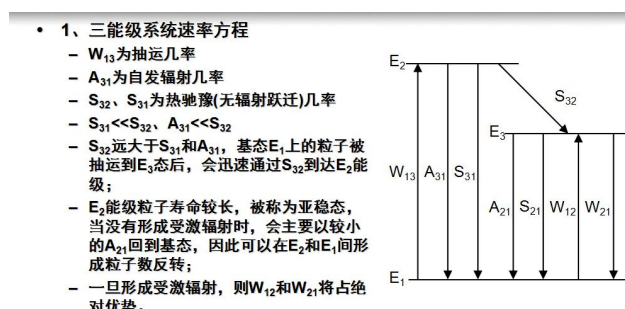 • 1、三能级系统速率方程
– W13为抽运几率
– A31为自发辐射几率
– S32、S31为热驰豫(无辐射跃迁)几率
– S31<<S32、A31<<S32
– S32远大于S31和A31，基态E1上的粒子被
抽运到E3态后，会迅速通过S32到达E2能
级；
– E2能级粒子寿命较长，被称为亚稳态，
当没有形成受激辐射时，会主要以较小
的A21回到基态，因此可以在E2和E1间形
成粒子数反转；
– 一旦形成受激辐射，则W12和W21将占绝
对优势。
E2
S32
E3
W13 A31 S31
A21 S21 W12 W21
E1